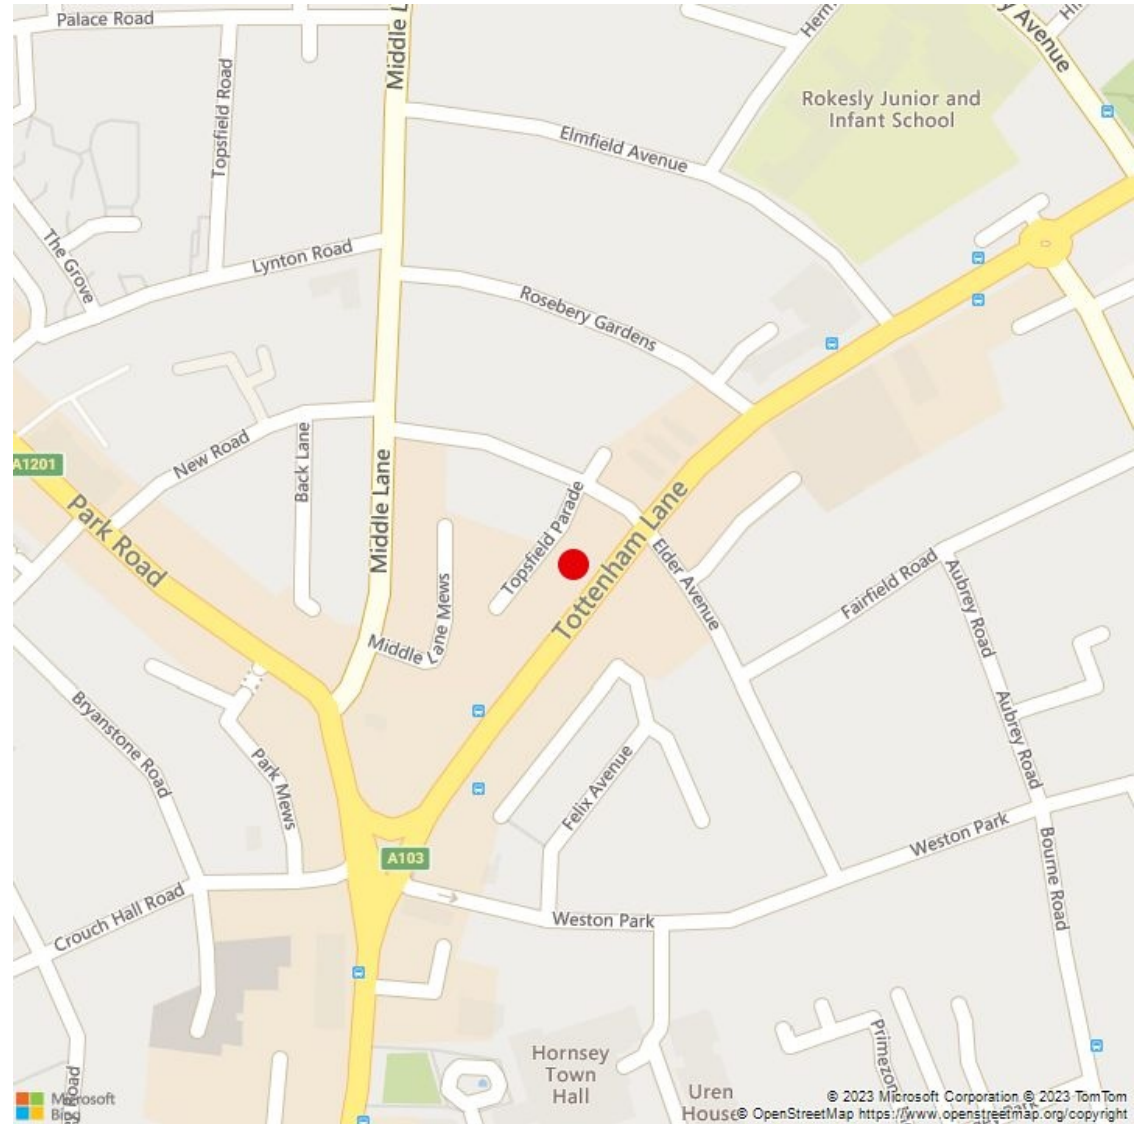 Palace Road
Middle L
y Avenue
Topsfield Road
Rokesly Junior and
Infant School
Elmfield Avenue
The Grove
Lynton Road
Rosebery Gardens
A1201
New Road
Back Lane
Middle Lane
Park Road
Topsfield Parade
Tottenham Lane
Elder Avenue
Fairfield Road
Aubrey Road
Middle Lane Mews
Aubrey Road
Bryanstone Road
Park Mews
Felix Avenue
A103
Weston Park
Bourne Road
Crouch Hall Road
Weston Park
Hornsey
Town
Hall
Uren
House
Road
Microsoft
© 2023 Microsoft Corporation © 2023 TomTom
© OpenStreetMap https://www.openstreetmap.org/copyright